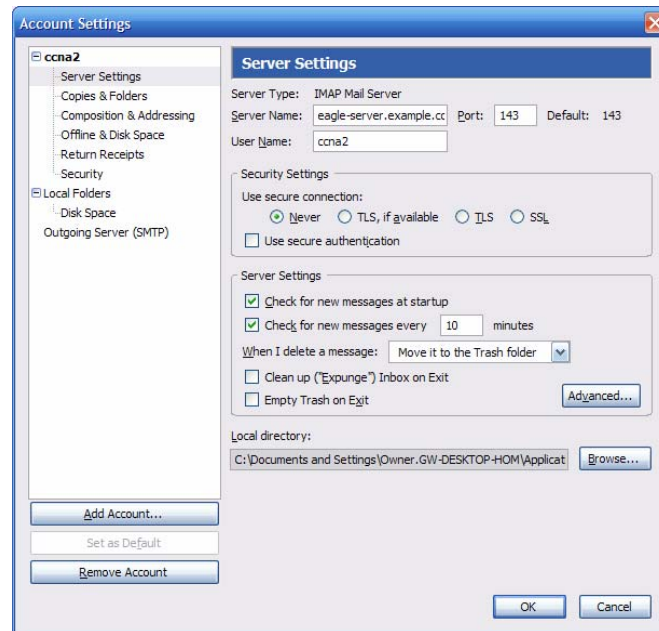 Account Settings
ccna2
Server Settings
Copies & Folders
Composition & Addressing
Offline & Disk Space
Return Receipts
Security
Local Folders
Disk Space
Outgoing Server (SMTP)
Add Account...
Set as Default
Remove Account
Server Settings
Server Type: IMAP Mail Server
Server Name: eagle-server.example.cc Port: 143 Default: 143
User Name: ccna2
Security Settings
Use secure connection:
Never TLS, if available TLS SSL
Use secure authentication
Server Settings
Check for new messages at startup
Check for new messages every 10 minutes
When I delete a message: Move it to the Trash folder
Clean up ("Expunge") Inbox on Exit
Empty Trash on Exit
Advanced...
Local directory:
C:\Documents and Settings\Owner.GW-DESKTOP-HOM\Applicat Browse...
OK Cancel